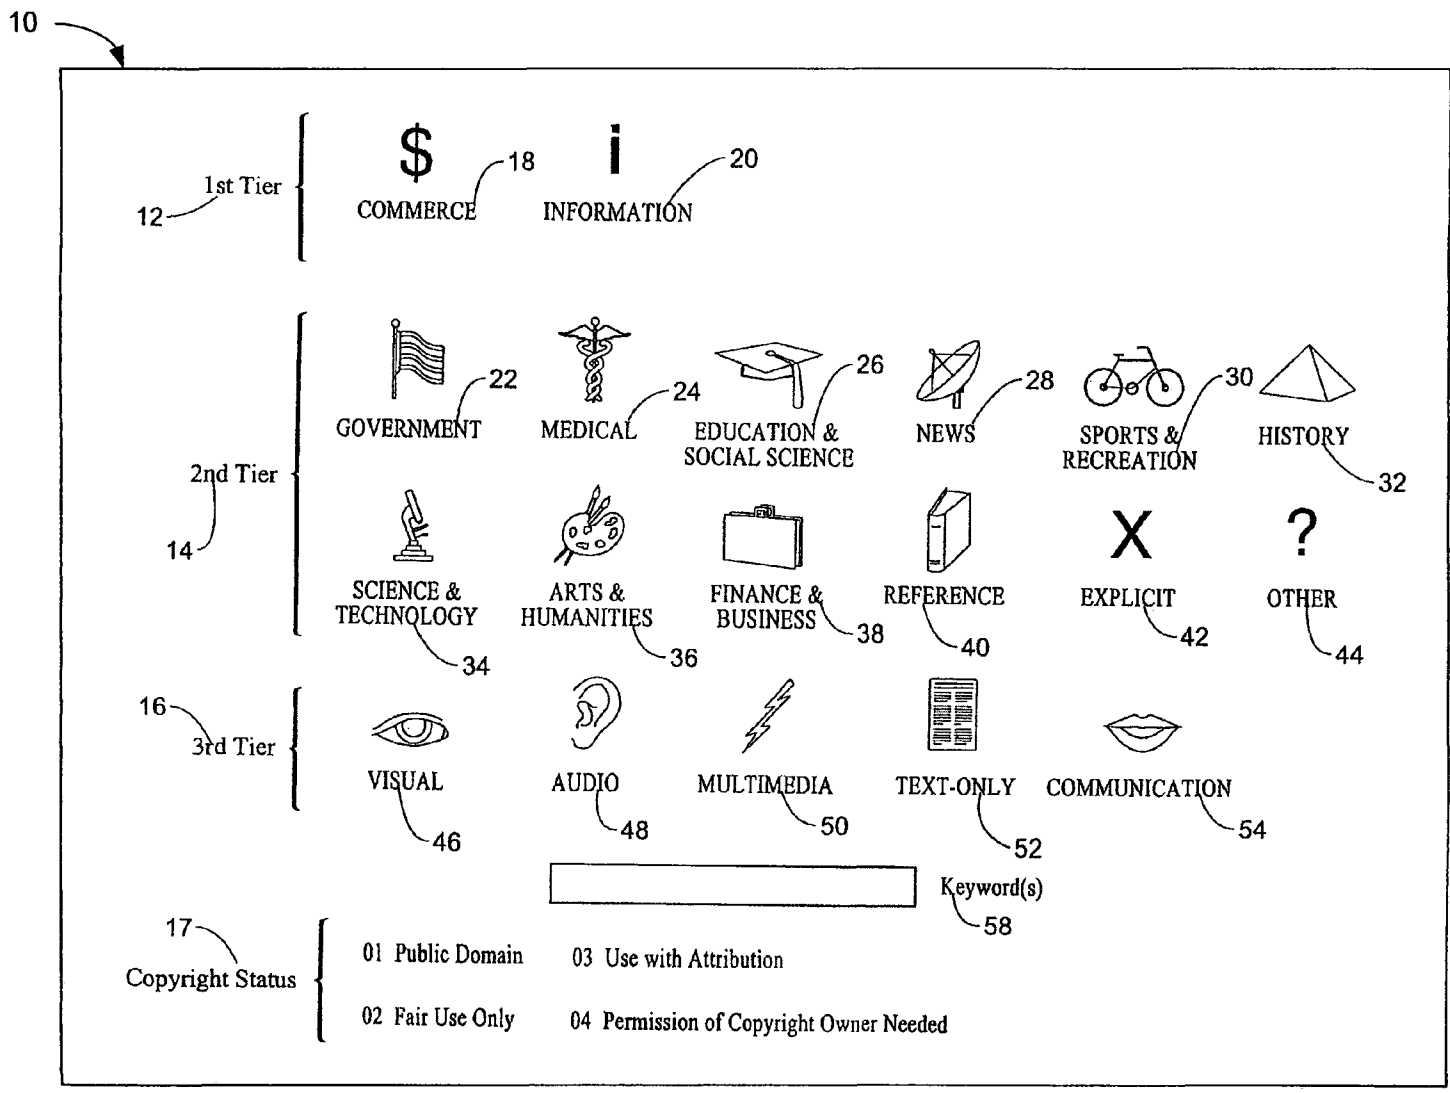 10
$ i
18 20
1st Tier
12
COMMERCE INFORMATION
22 24 26 28 30
GOVERNMENT MEDICAL EDUCATION & NEWS SPORTS & HISTORY
SOCIAL SCIENCE RECREATION
2nd Tier
32
14
X ?
SCIENCE & ARTS & FINANCE & REFERENCE EXPLICIT OTHER
TECHNOLOGY HUMANITIES BUSINESS
34 36 38 40 42 44
16
3rd Tier
VISUAL AUDIO MULTIMEDIA TEXT-ONLY COMMUNICATION
46 48 50 52 54
Keyword(s)
58
17
Copyright Status
01 Public Domain 03 Use with Attribution
02 Fair Use Only 04 Permission of Copyright Owner Needed